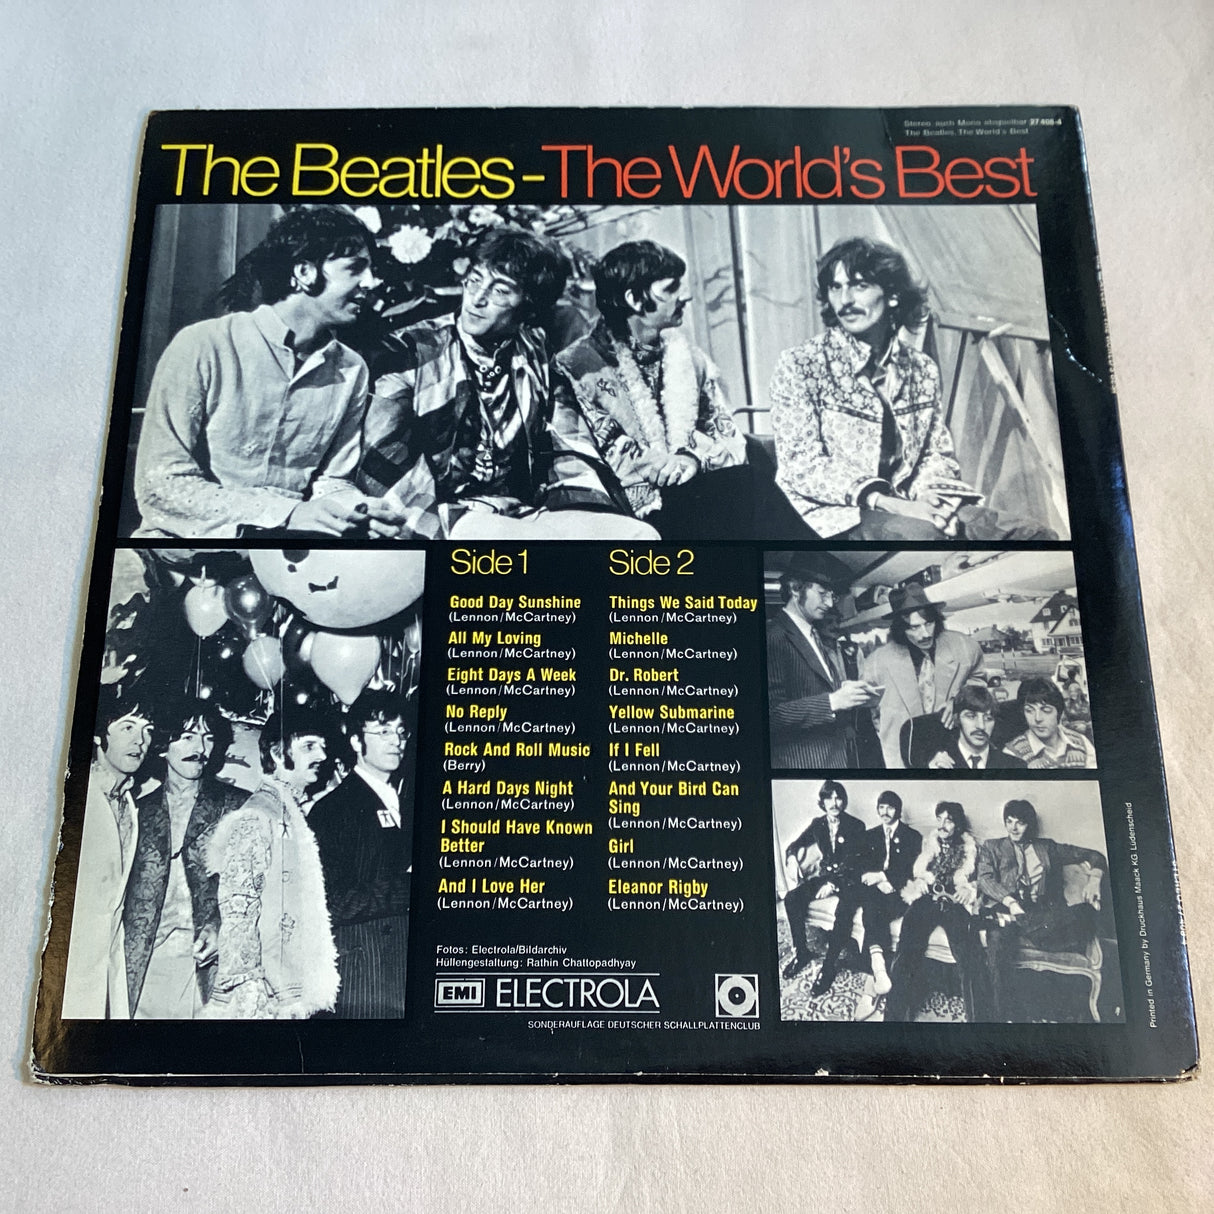 Stereo auch Mono abspielbar 27 408-4
The Beatles, The World's Best
The Beatles – The World's Best
Side 1
Good Day Sunshine
(Lennon/McCartney)
All My Loving
(Lennon/McCartney)
Eight Days A Week
(Lennon/McCartney)
No Reply
(Lennon/McCartney)
Rock And Roll Music
(Berry)
A Hard Days Night
(Lennon/McCartney)
I Should Have Known
Better
(Lennon/McCartney)
And I Love Her
(Lennon/McCartney)
Side 2
Things We Said Today
(Lennon/McCartney)
Michelle
(Lennon/McCartney)
Dr. Robert
(Lennon/McCartney)
Yellow Submarine
(Lennon/McCartney)
If I Fell
(Lennon/McCartney)
And Your Bird Can
Sing
(Lennon/McCartney)
Girl
(Lennon/McCartney)
Eleanor Rigby
(Lennon/McCartney)
Fotos: Electrola/Bildarchiv
Hüllengestaltung: Rathin Chattopadhyay
EMI ELECTROLA
SONDERAUFLAGE DEUTSCHER SCHALLPLATTENCLUB
Printed in Germany by Druckhaus Maack KG, Lüdenscheid